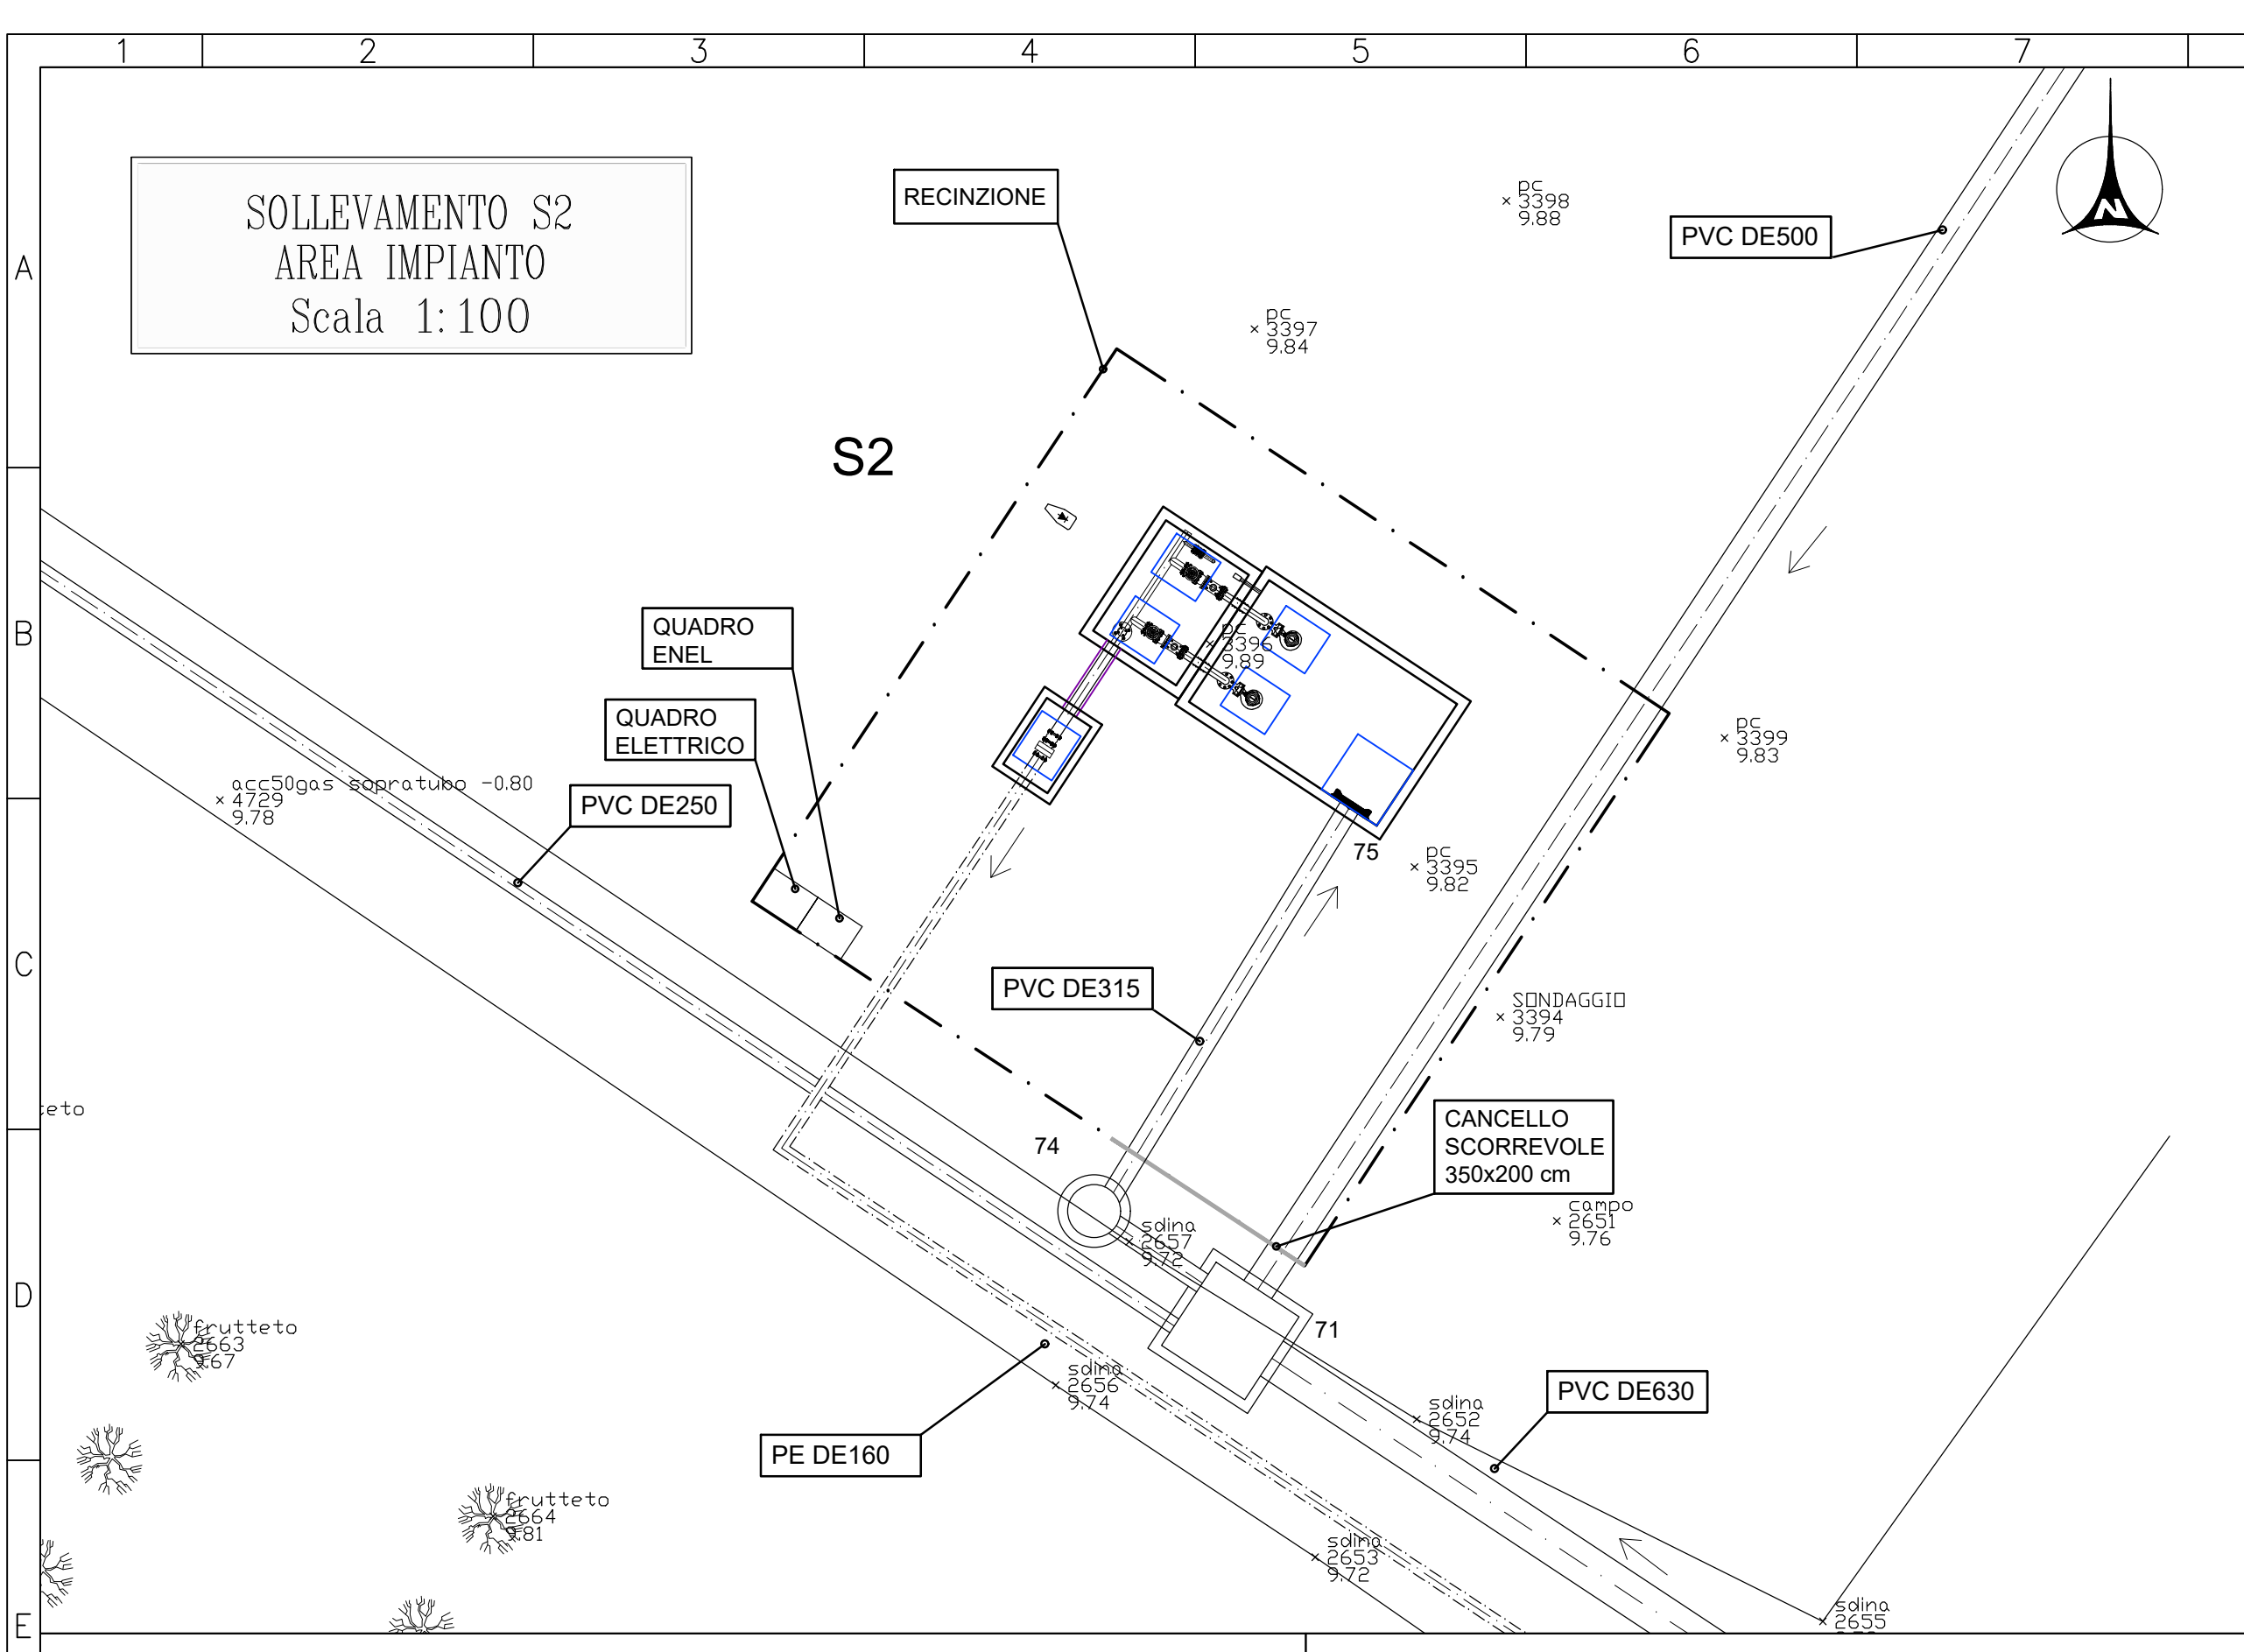 1
2
3
4
5
6
7
A
B
C
D
E
SOLLEVAMENTO S2
AREA IMPIANTO
Scala 1:100
RECINZIONE
pc
3398
9.88
PVC DE500
N
pc
3397
9.84
S2
QUADRO
ENEL
pc
3396
9.89
QUADRO
ELETTRICO
pc
3399
9.83
acc50gas sopratubo -0.80
4729
9.78
PVC DE250
75
pc
3395
9.82
PVC DE315
SONDAGGIO
3394
9.79
eto
74
CANCELLO
SCORREVOLE
350x200 cm
campo
2651
9.76
sdina
2657
9.72
71
frutteto
2663
9.67
sdina
2656
9.74
PVC DE630
sdina
2652
9.74
PE DE160
frutteto
2664
9.81
sdina
2653
9.72
sdina
2655